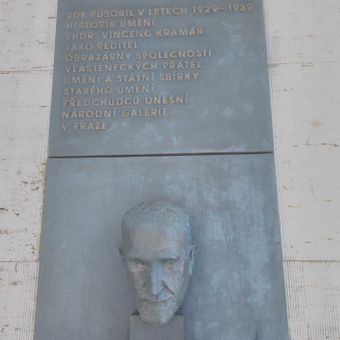 ZDE PŮSOBIL V LETECH 1929-1939
HISTORIK UMĚNÍ
PHDR. VINCENC KRAMÁŘ
JAKO ŘEDITEL
OBRAZÁRNY SPOLEČNOSTI
VLASTENECKÝCH PŘÁTEL
UMĚNÍ A STÁTNÍ SBÍRKY
STARÉHO UMĚNÍ
PŘEDCHŮDCŮ DNEŠNÍ
NÁRODNÍ GALERIE
V PRAZE